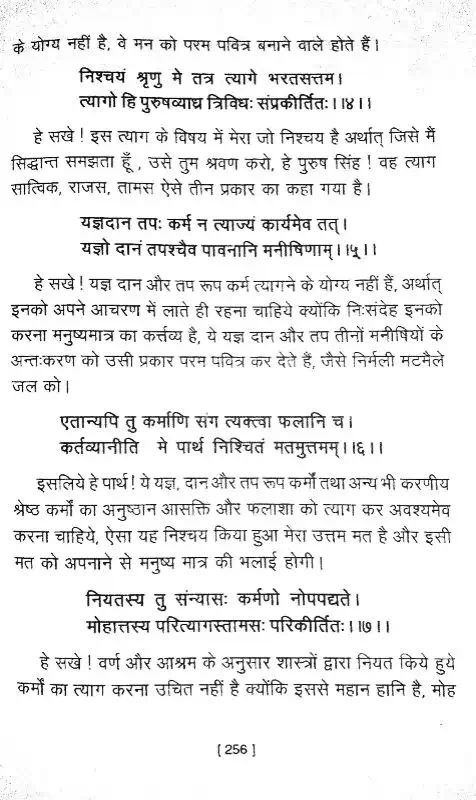 के योग्य नहीं है, वे मन को परम पवित्र बनाने वाले होते हैं।
निश्चयं श्रृणु मे तत्र त्यागे भरतसत्तम।
त्यागो हि पुरुषव्याघ्र त्रिविधः संप्रकीर्तितः।।४।।
हे सखे ! इस त्याग के विषय में मेरा जो निश्चय है अर्थात् जिसे मैं
सिद्धान्त समझता हूँ , उसे तुम श्रवण करो, हे पुरुष सिंह ! वह त्याग
सात्विक, राजस, तामस ऐसे तीन प्रकार का कहा गया है।
यज्ञदान तपः कर्म न त्याज्यं कार्यमेव तत्।
यज्ञो दानं तपश्चैव पावनानि मनीषिणाम्।।५।।
हे सखे ! यज्ञ दान और तप रूप कर्म त्यागने के योग्य नहीं हैं, अर्थात्
इनको अपने आचरण में लाते ही रहना चाहिये क्योंकि निःसंदेह इनको
करना मनुष्यमात्र का कर्त्तव्य है, ये यज्ञ दान और तप तीनों मनीषियों के
अन्तःकरण को उसी प्रकार परम पवित्र कर देते हैं, जैसे निर्मली मटमैले
जल को।
एतान्यपि तु कर्माणि संग त्यक्त्वा फलानि च।
कर्तव्यानीति मे पार्थ निश्चितं मतमुत्तमम्।।६।।
इसलिये हे पार्थ! ये यज्ञ, दान और तप रूप कर्मों तथा अन्य भी करणीय
श्रेष्ठ कर्मों का अनुष्ठान आसक्ति और फलाशा को त्याग कर अवश्यमेव
करना चाहिये, ऐसा यह निश्चय किया हुआ मेरा उत्तम मत है और इसी
मत को अपनाने से मनुष्य मात्र की भलाई होगी।
नियतस्य तु संन्यासः कर्मणो नोपपद्यते।
मोहात्तस्य परित्यागस्तामसः परिकीर्तितः।।७।।
हे सखे ! वर्ण और आश्रम के अनुसार शास्त्रों द्वारा नियत किये हुये
कर्मों का त्याग करना उचित नहीं है क्योंकि इससे महान हानि है, मोह
[ 256 ]